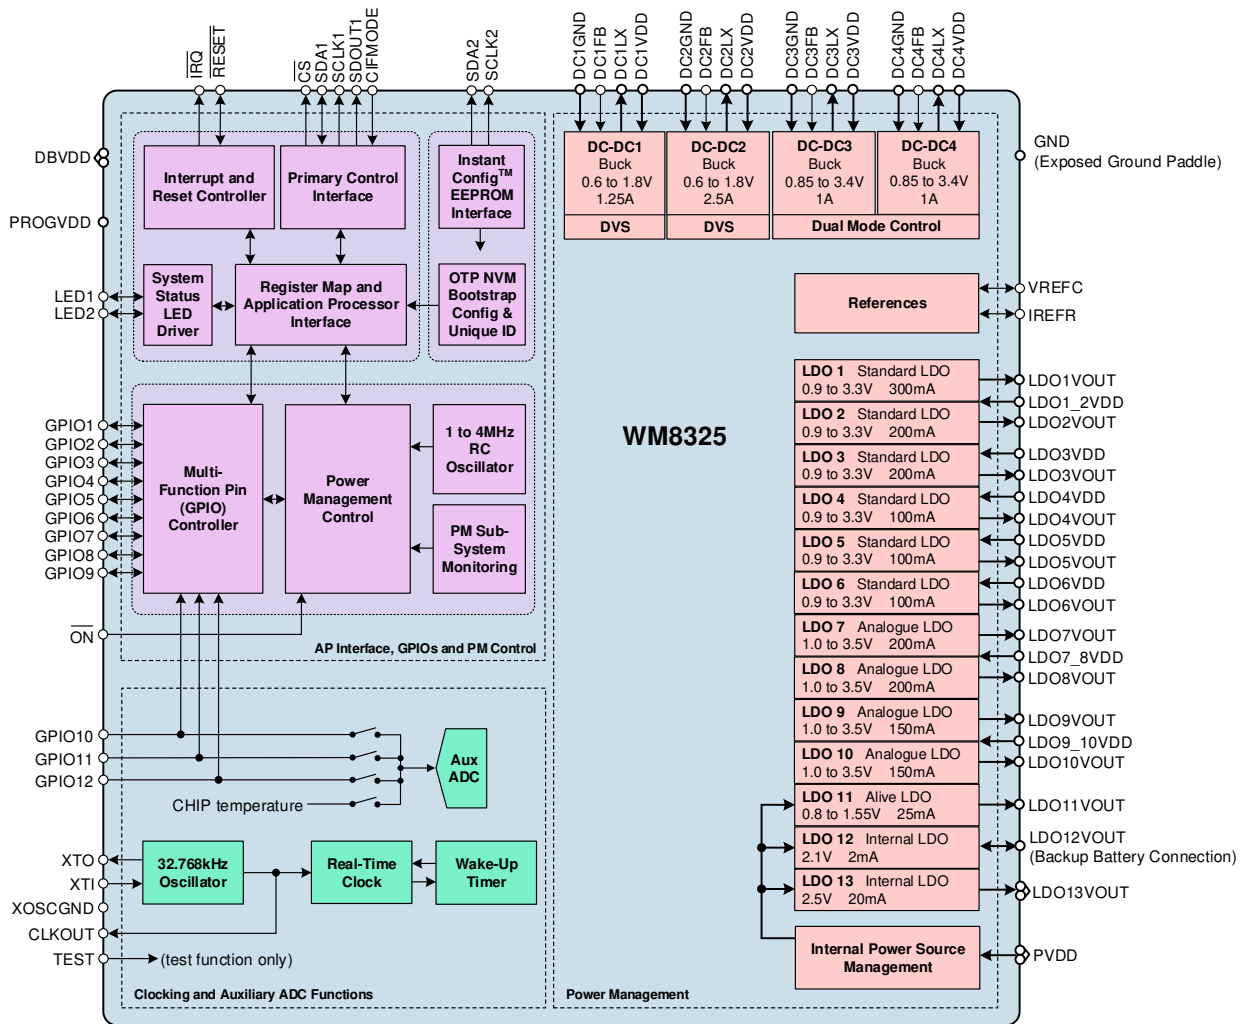 IRQ
RESET
CS
SDA1
SCLK1
SDOUT1
CIFMODE
SDA2
SCLK2
DC1GND
DC1FB
DC1LX
DC1VDD
DC2GND
DC2FB
DC2LX
DC2VDD
DC3GND
DC3FB
DC3LX
DC3VDD
DC4GND
DC4FB
DC4LX
DC4VDD
DBVDD
PROGVDD
LED1
LED2
GPIO1
GPIO2
GPIO3
GPIO4
GPIO5
GPIO6
GPIO7
GPIO8
GPIO9
ON
GPIO10
GPIO11
GPIO12
XTO
XTI
XOSCGND
CLKOUT
TEST
Interrupt and
Reset Controller
Primary Control
Interface
Instant
Config™
EEPROM
Interface
System
Status
LED
Driver
Register Map and
Application Processor
Interface
OTP NVM
Bootstrap
Config &
Unique ID
Multi-
Function Pin
(GPIO)
Controller
Power
Management
Control
1 to 4MHz
RC
Oscillator
PM Sub-
System
Monitoring
AP Interface, GPIOs and PM Control
CHIP temperature
Aux
ADC
32.768kHz
Oscillator
Real-Time
Clock
Wake-Up
Timer
(test function only)
Clocking and Auxiliary ADC Functions
DC-DC1
Buck
0.6 to 1.8V
1.25A
DVS
DC-DC2
Buck
0.6 to 1.8V
2.5A
DVS
DC-DC3
Buck
0.85 to 3.4V
1A
DC-DC4
Buck
0.85 to 3.4V
1A
Dual Mode Control
References
WM8325
LDO 1 Standard LDO
0.9 to 3.3V 300mA
LDO 2 Standard LDO
0.9 to 3.3V 200mA
LDO 3 Standard LDO
0.9 to 3.3V 200mA
LDO 4 Standard LDO
0.9 to 3.3V 100mA
LDO 5 Standard LDO
0.9 to 3.3V 100mA
LDO 6 Standard LDO
0.9 to 3.3V 100mA
LDO 7 Analogue LDO
1.0 to 3.5V 200mA
LDO 8 Analogue LDO
1.0 to 3.5V 200mA
LDO 9 Analogue LDO
1.0 to 3.5V 150mA
LDO 10 Analogue LDO
1.0 to 3.5V 150mA
LDO 11 Alive LDO
0.8 to 1.55V 25mA
LDO 12 Internal LDO
2.1V 2mA
LDO 13 Internal LDO
2.5V 20mA
Internal Power Source
Management
Power Management
GND
(Exposed Ground Paddle)
VREFC
IREFR
LDO1VOUT
LDO1_2VDD
LDO2VOUT
LDO3VDD
LDO3VOUT
LDO4VDD
LDO4VOUT
LDO5VDD
LDO5VOUT
LDO6VDD
LDO6VOUT
LDO7VOUT
LDO7_8VDD
LDO8VOUT
LDO9VOUT
LDO9_10VDD
LDO10VOUT
LDO11VOUT
LDO12VOUT
(Backup Battery Connection)
LDO13VOUT
PVDD